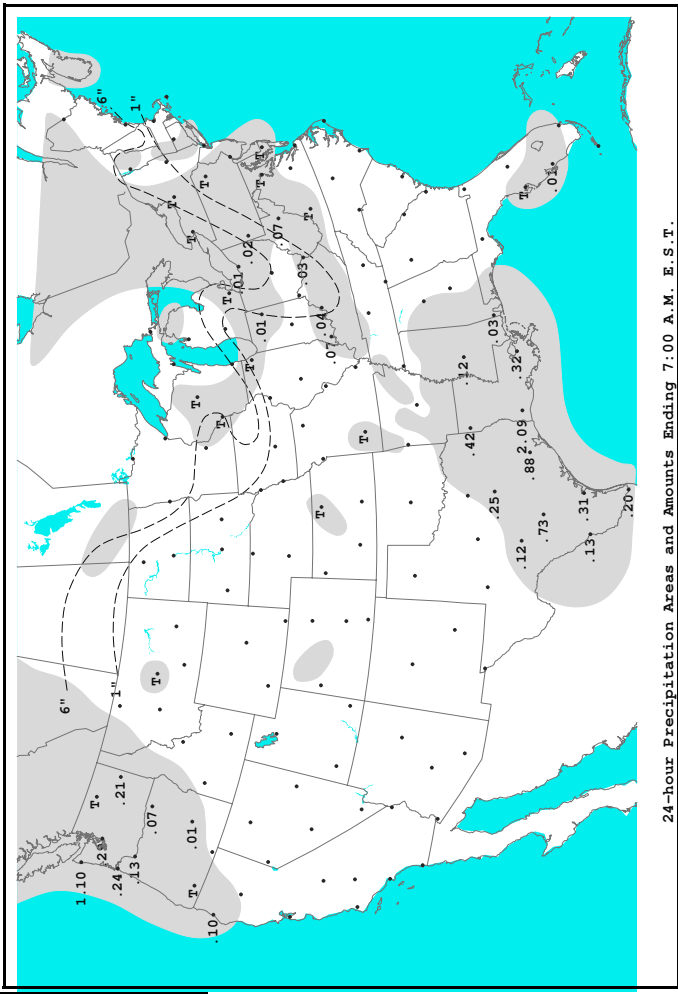 6"
6"
1"
1"
1.10
T
.2
.24
.21
.13
.07
T
T
.01
T
T
T
T
.10
T
T
.01
.02
T
T
T
.01
.07
.03
T
T
.04
.07
T
.12
.42
.03
.25
.32
.12
2.09
T
.88
.73
.01
.31
.13
.20
24-hour Precipitation Areas and Amounts Ending 7:00 A.M. E.S.T.